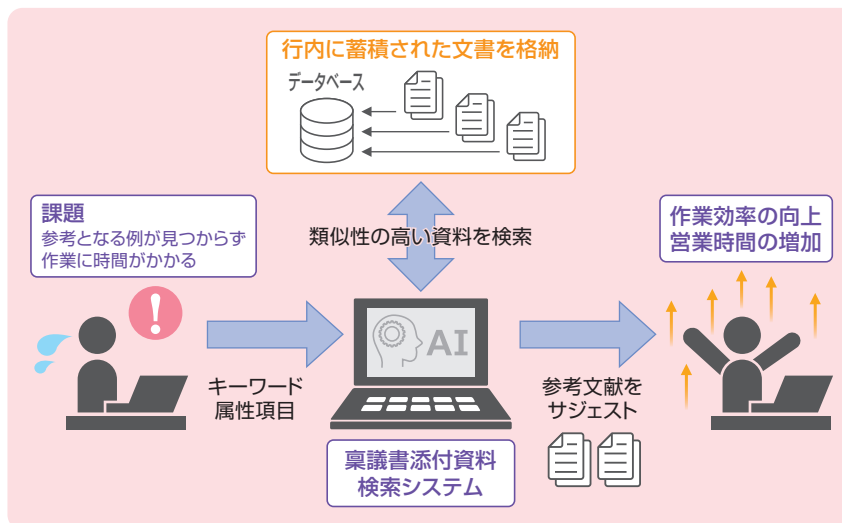 行内に蓄積された文書を格納
データベース
課題
参考となる例が見つからず
作業に時間がかかる
類似性の高い資料を検索
作業効率の向上
営業時間の増加
!
AI
キーワード
属性項目
参考文献を
サジェスト
稟議書添付資料
検索システム